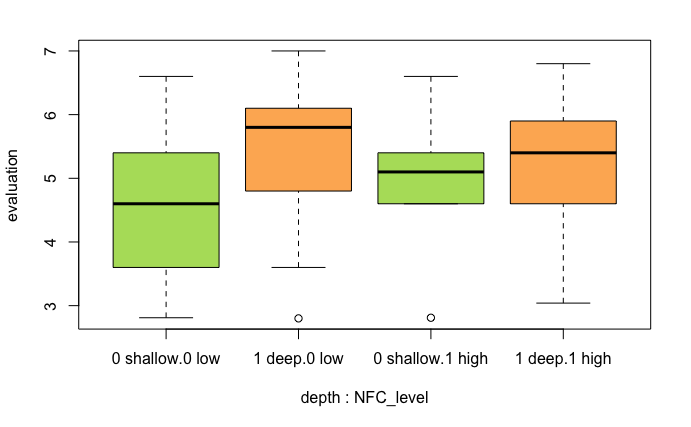 evaluation
7
6
5
4
3
0 shallow.0 low
1 deep.0 low
0 shallow.1 high
1 deep.1 high
depth : NFC_level